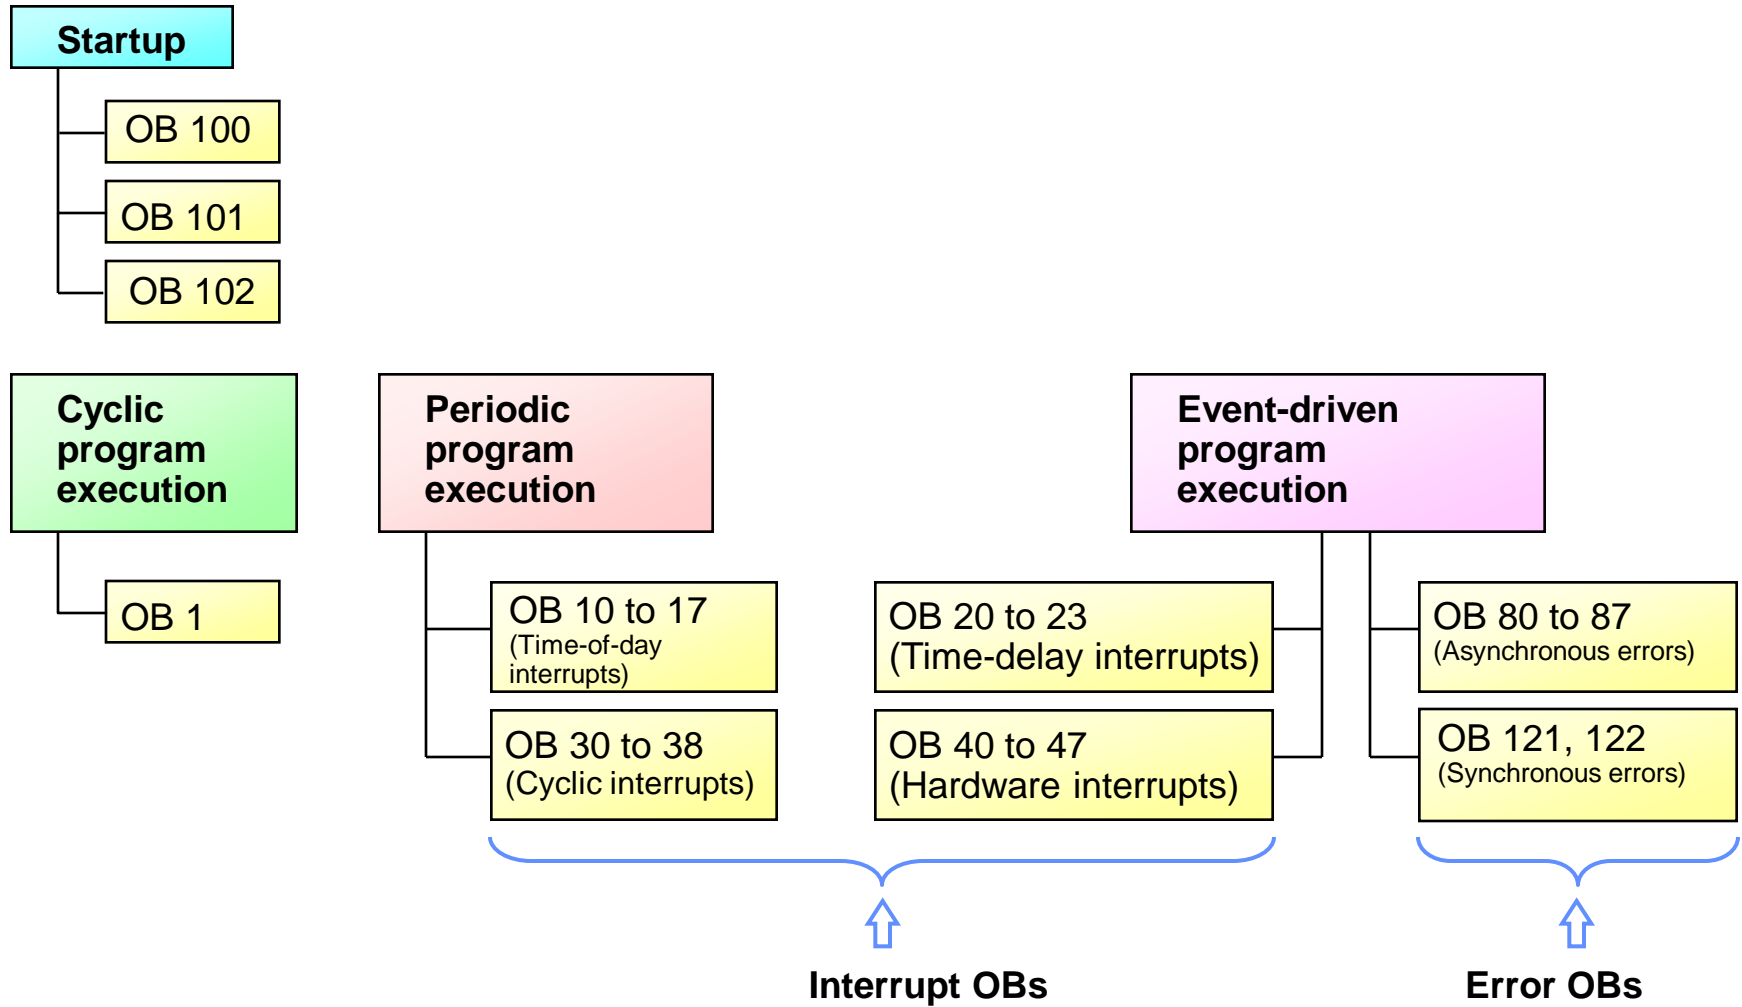 Startup
OB 100
OB 101
OB 102
Cyclic
program
execution
OB 1
Periodic
program
execution
OB 10 to 17
(Time-of-day
interrupts)
OB 30 to 38
(Cyclic interrupts)
Event-driven
program
execution
OB 20 to 23
(Time-delay interrupts)
OB 40 to 47
(Hardware interrupts)
OB 80 to 87
(Asynchronous errors)
OB 121, 122
(Synchronous errors)
Interrupt OBs
Error OBs